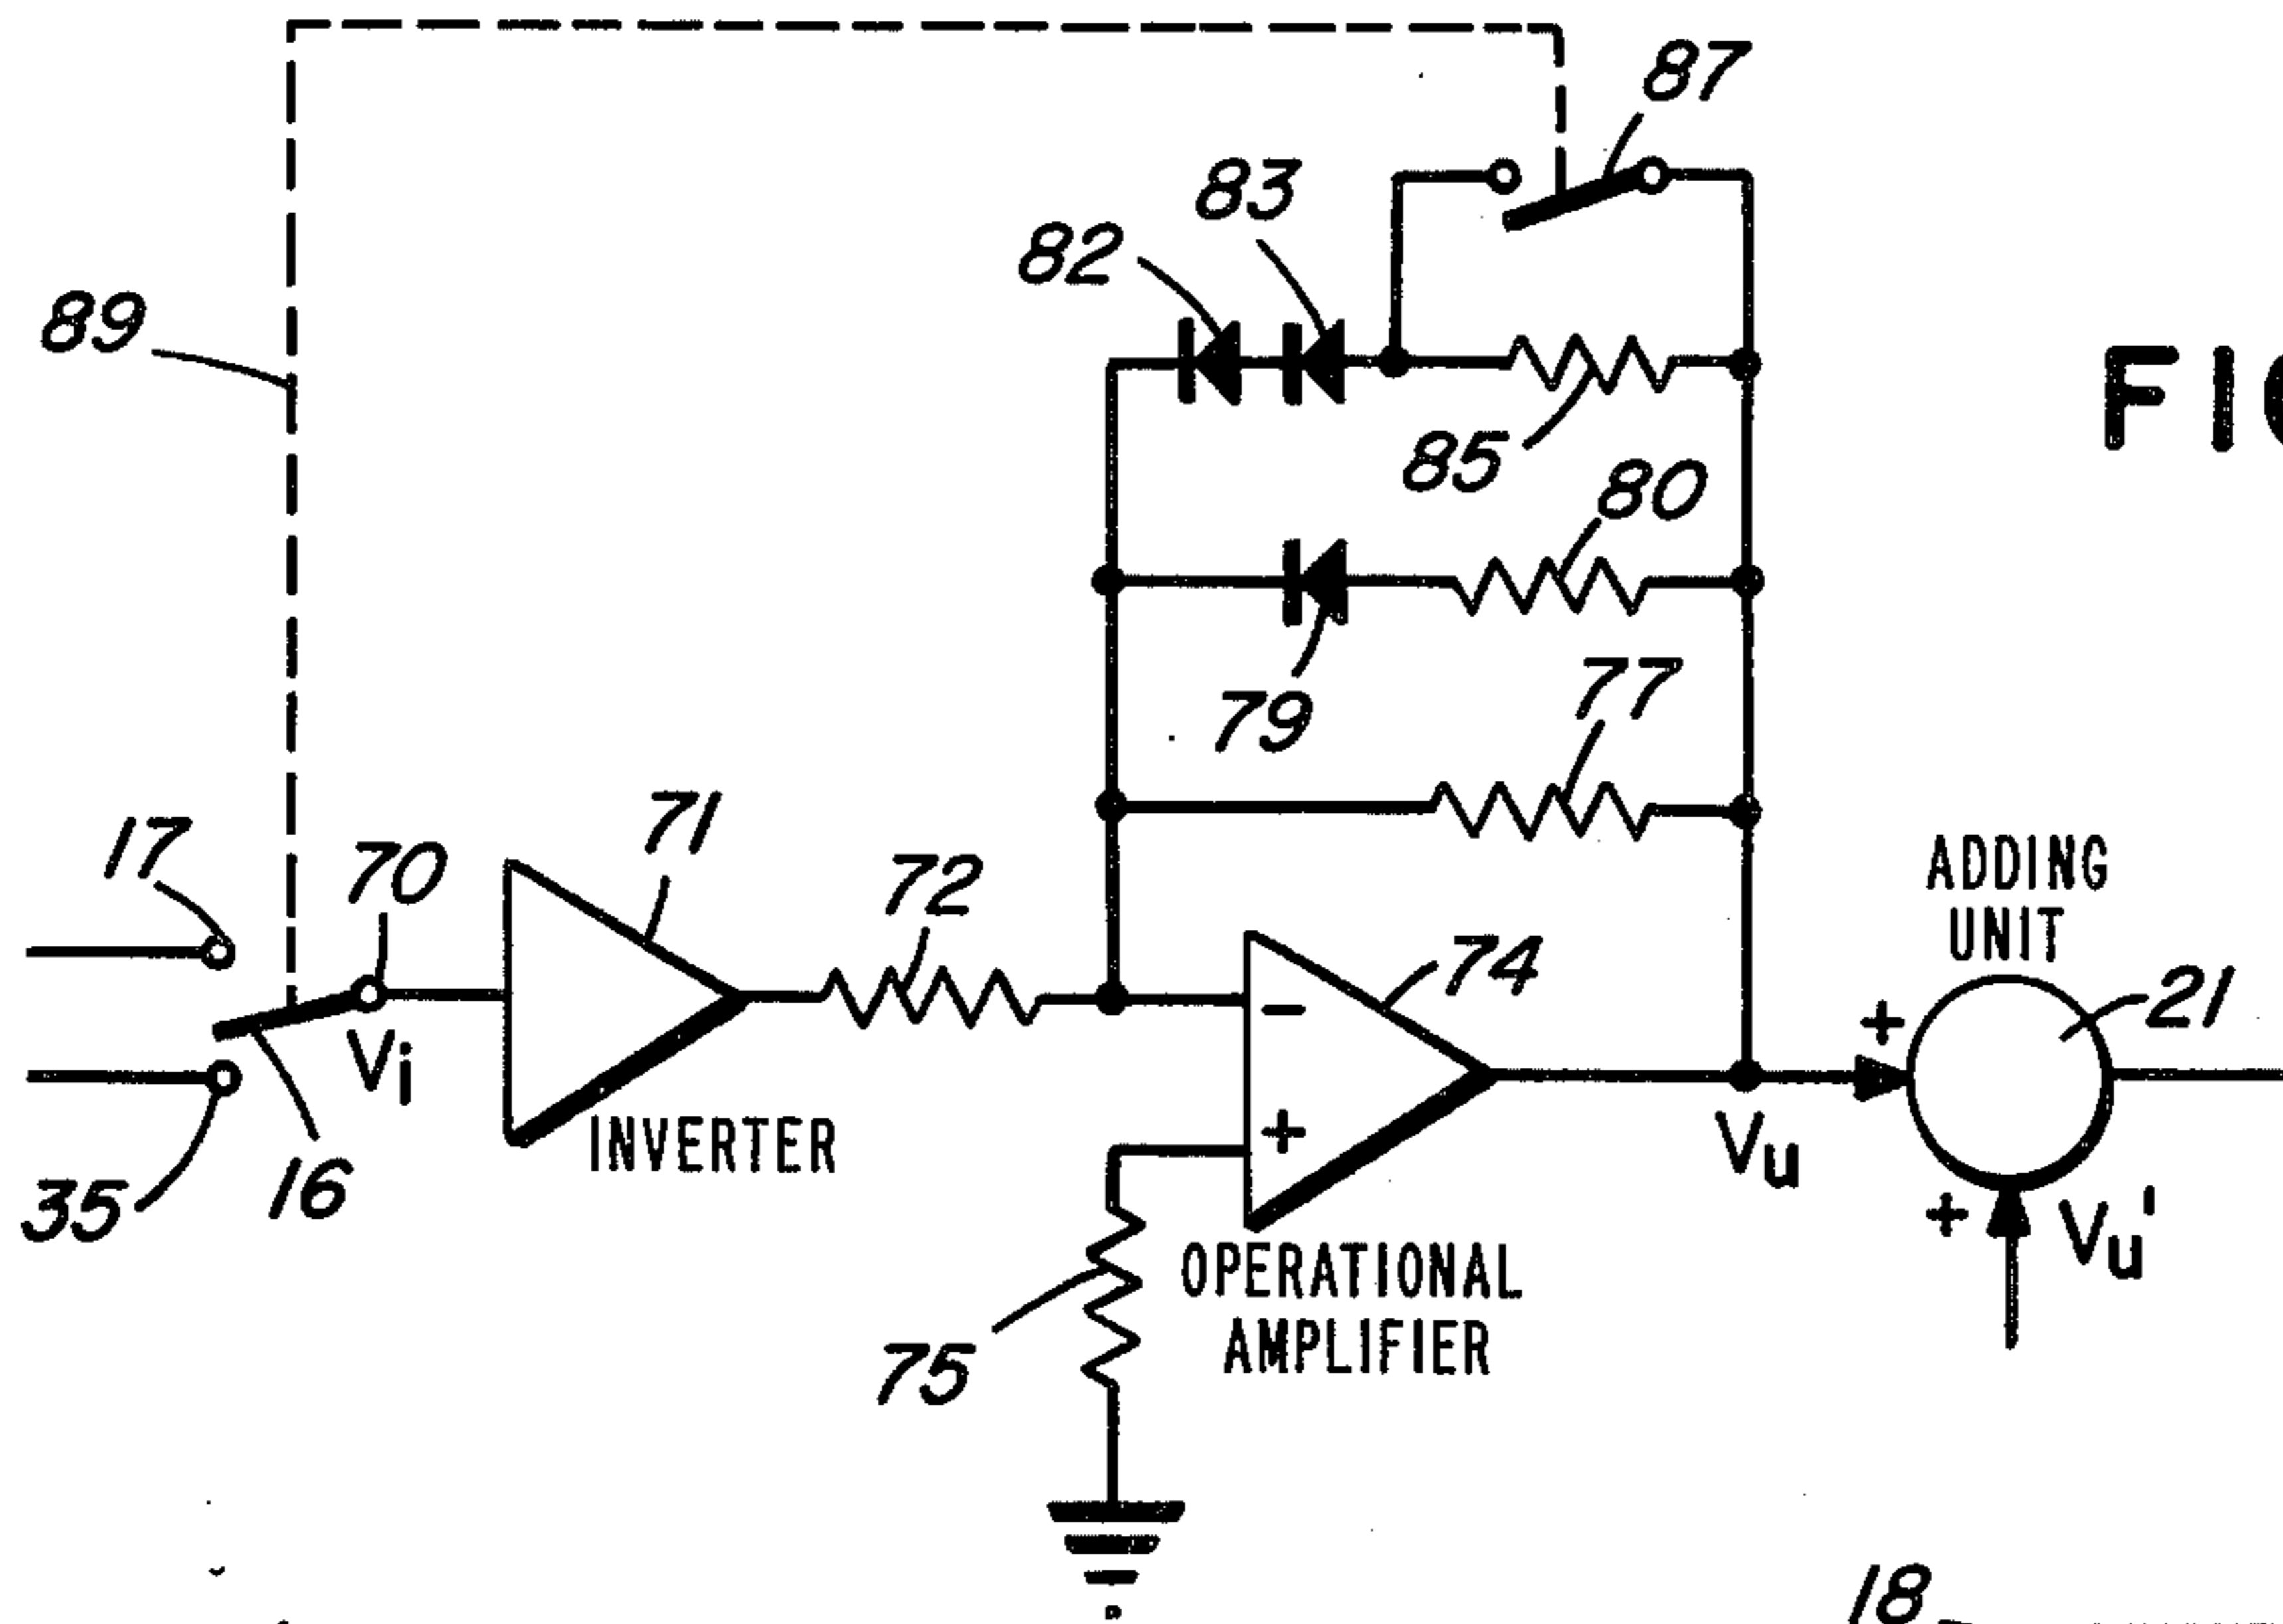 87
83
82
89
FIG
85
80
79
77
17
70
71
72
74
ADDING
UNIT
21
+
-
Vi
INVERTER
+
Vu
+
Vu'
35
16
OPERATIONAL
AMPLIFIER
75
18